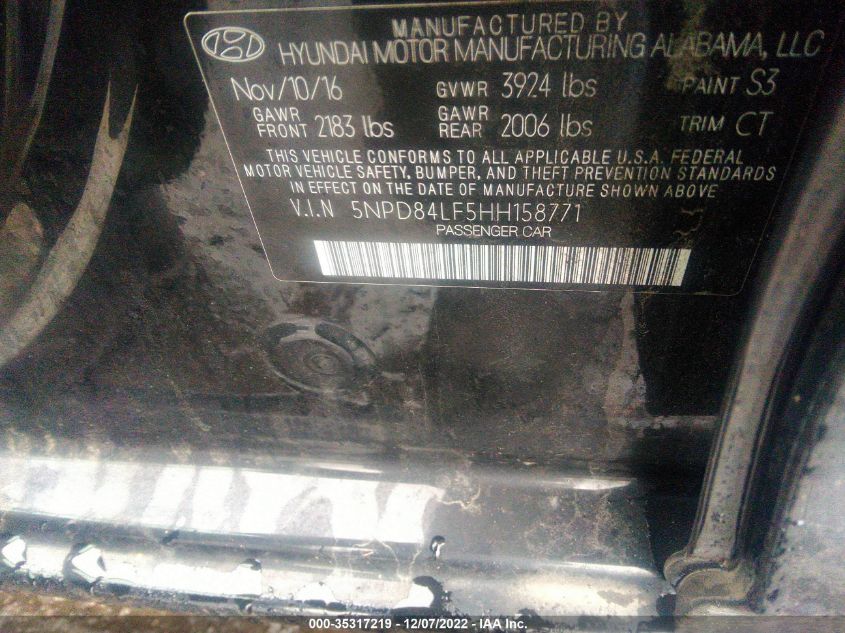 MANUFACTURED BY
HYUNDAI MOTOR MANUFACTURING ALABAMA, LLC
Nov/10/16 GVWR 3924 lbs PAINT S3
GAWR FRONT 2183 lbs GAWR REAR 2006 lbs TRIM CT
THIS VEHICLE CONFORMS TO ALL APPLICABLE U.S.A. FEDERAL
MOTOR VEHICLE SAFETY, BUMPER, AND THEFT PREVENTION STANDARDS
IN EFFECT ON THE DATE OF MANUFACTURE SHOWN ABOVE
V.I.N 5NPD84LF5HH158771
PASSENGER CAR
000-35317219 - 12/07/2022 - IAA Inc.